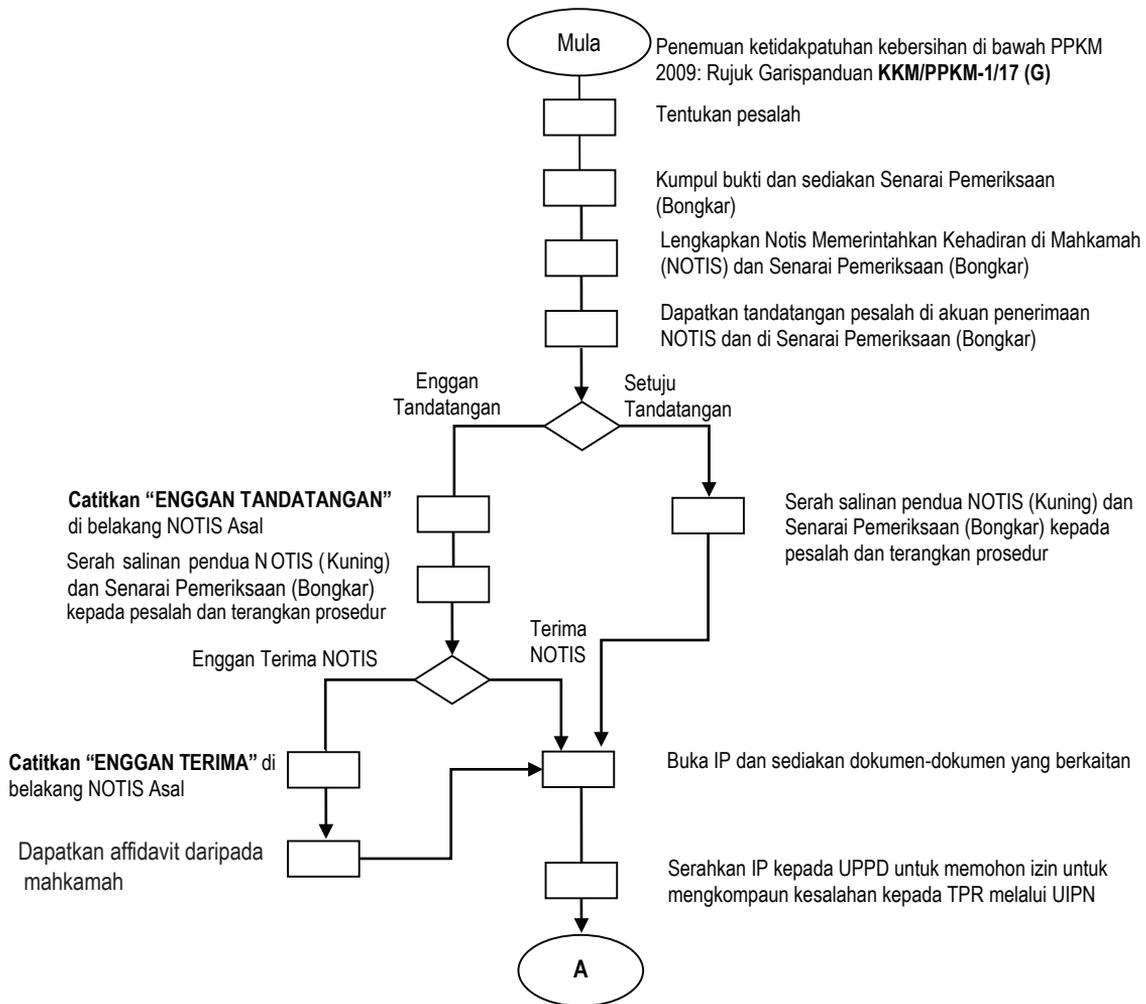 Mula
Penemuan ketidakpatuhan kebersihan di bawah PPKM
2009: Rujuk Garispanduan KKM/PPKM-1/17 (G)
Tentukan pesalah
Kumpul bukti dan sediakan Senarai Pemeriksaan
(Bongkar)
Lengkapkan Notis Memerintahkan Kehadiran di Mahkamah
(NOTIS) dan Senarai Pemeriksaan (Bongkar)
Dapatkan tandatangan pesalah di akuan penerimaan
NOTIS dan di Senarai Pemeriksaan (Bongkar)
Enggan
Tandatangan
Setuju
Tandatangan
Catitkan “ENGGAN TANDATANGAN”
di belakang NOTIS Asal
Serah salinan pendua NOTIS (Kuning)
dan Senarai Pemeriksaan (Bongkar)
kepada pesalah dan terangkan prosedur
Serah salinan pendua NOTIS (Kuning) dan
Senarai Pemeriksaan (Bongkar) kepada
pesalah dan terangkan prosedur
Enggan Terima NOTIS
Terima
NOTIS
Catitkan “ENGGAN TERIMA” di
belakang NOTIS Asal
Buka IP dan sediakan dokumen-dokumen yang berkaitan
Dapatkan affidavit daripada
mahkamah
Serahkan IP kepada UPPD untuk memohon izin untuk
mengkompaun kesalahan kepada TPR melalui UIPN
A